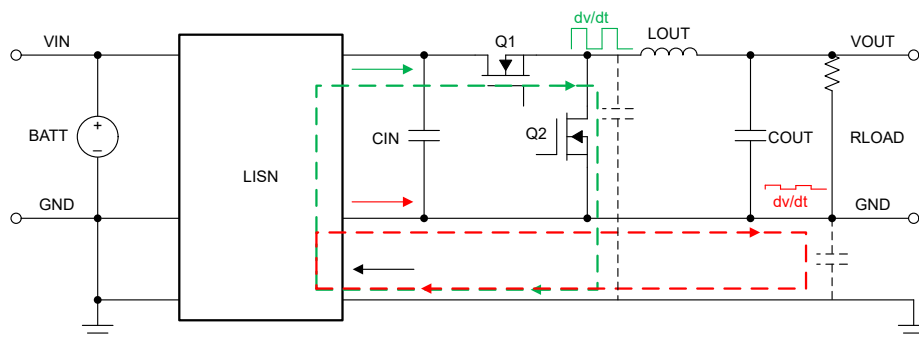 dv/dt
VIN
Q1
LOUT
VOUT
BATT
+
−
LISN
CIN
Q2
COUT
RLOAD
GND
dv/dt
GND